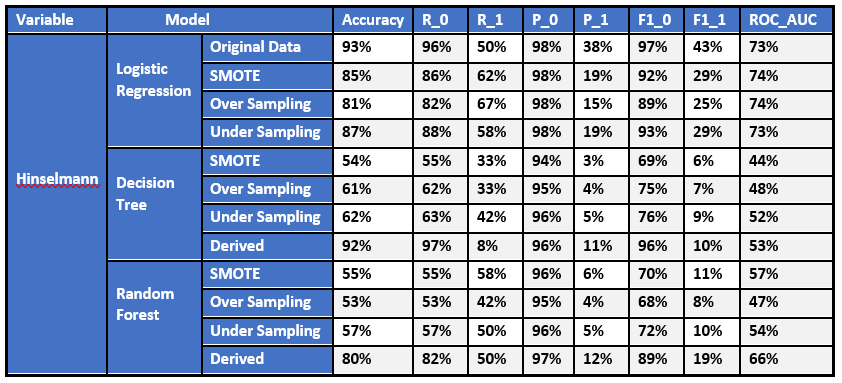 Variable Model Accuracy R_0 R_1 P_0 P_1 F1_0 F1_1 ROC_AUC
Hinselmann
Logistic
Regression
Original Data 93% 96% 50% 98% 38% 97% 43% 73%
SMOTE 85% 86% 62% 98% 19% 92% 29% 74%
Over Sampling 81% 82% 67% 98% 15% 89% 25% 74%
Under Sampling 87% 88% 58% 98% 19% 93% 29% 73%
Decision
Tree
SMOTE 54% 55% 33% 94% 3% 69% 6% 44%
Over Sampling 61% 62% 33% 95% 4% 75% 7% 48%
Under Sampling 62% 63% 42% 96% 5% 76% 9% 52%
Derived 92% 97% 8% 96% 11% 96% 10% 53%
Random
Forest
SMOTE 55% 55% 58% 96% 6% 70% 11% 57%
Over Sampling 53% 53% 42% 95% 4% 68% 8% 47%
Under Sampling 57% 57% 50% 96% 5% 72% 10% 54%
Derived 80% 82% 50% 97% 12% 89% 19% 66%